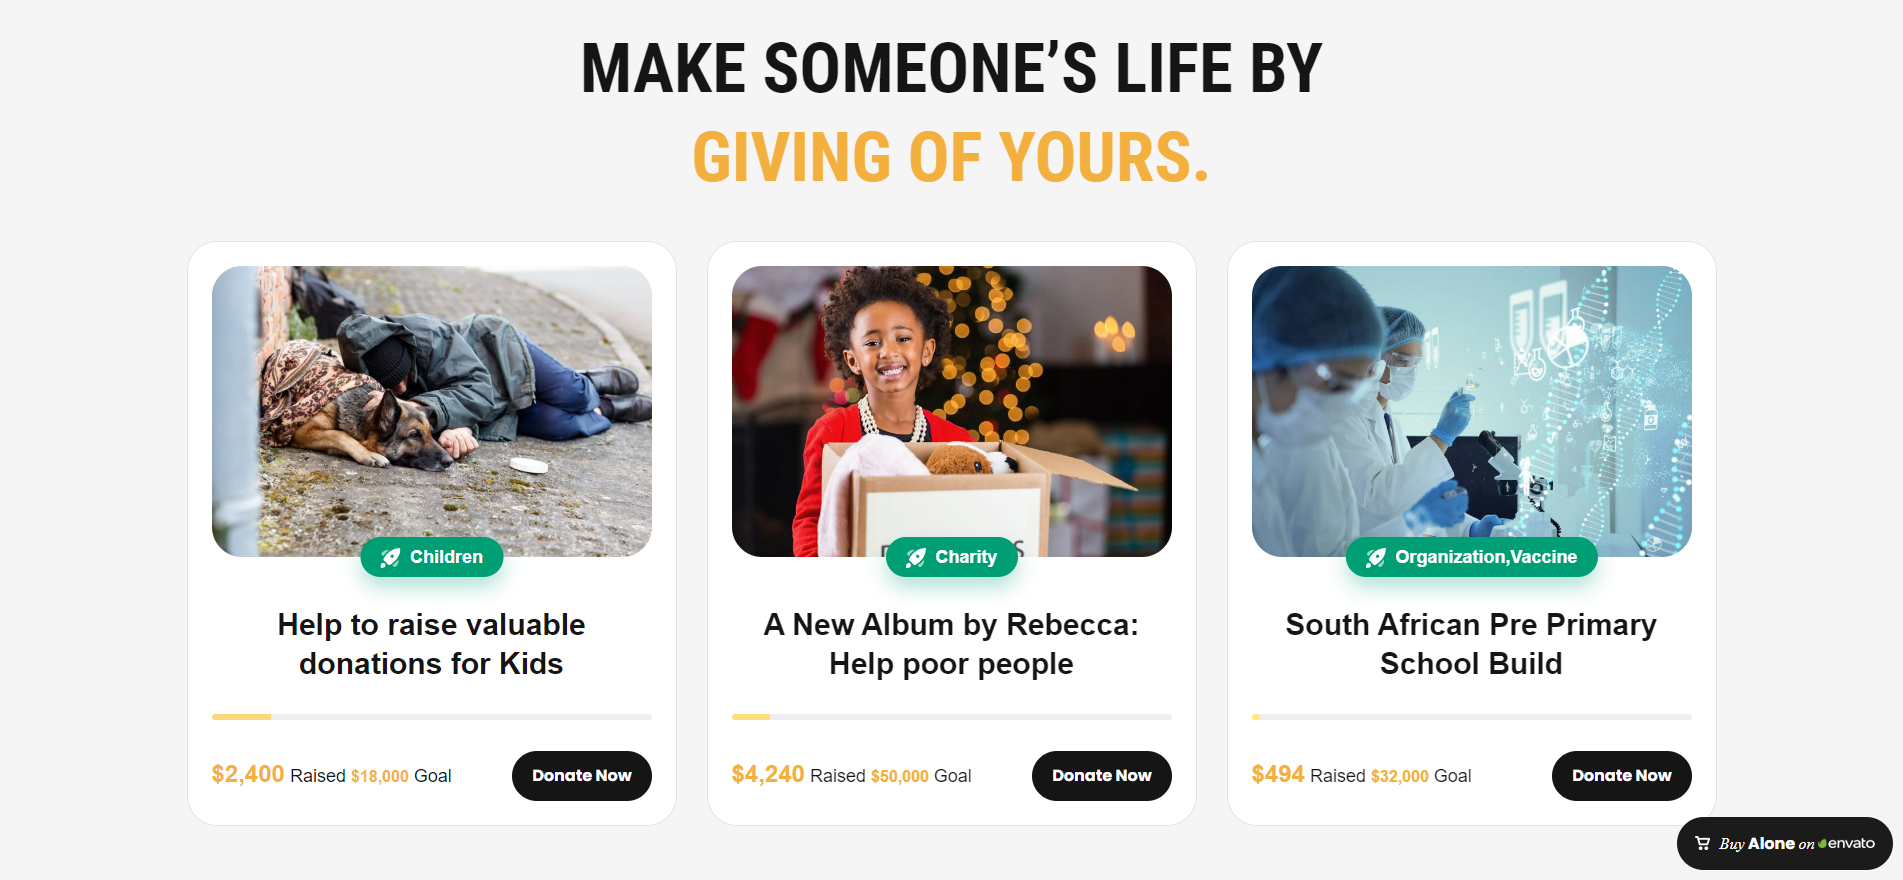 MAKE SOMEONE’S LIFE BY
GIVING OF YOURS.
Children
Charity
Organization,Vaccine
Help to raise valuable
donations for Kids
A New Album by Rebecca:
Help poor people
South African Pre Primary
School Build
$2,400 Raised $18,000 Goal
Donate Now
$4,240 Raised $50,000 Goal
Donate Now
$494 Raised $32,000 Goal
Donate Now
Buy Alone on envato